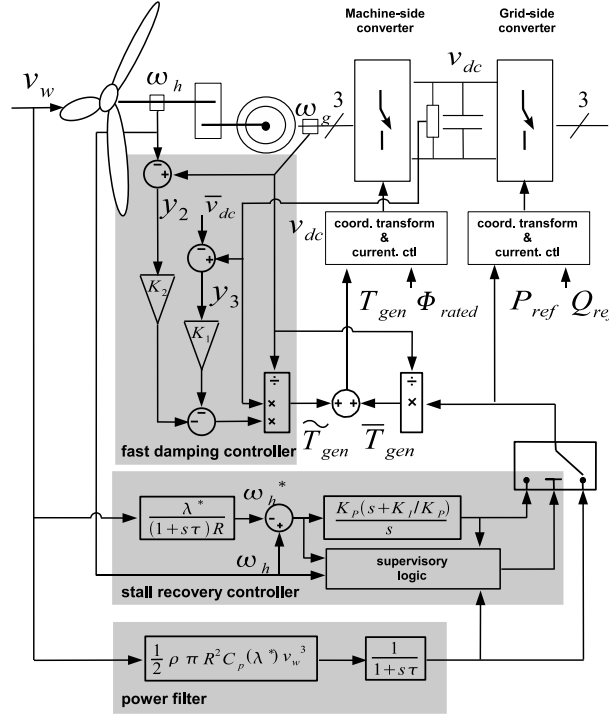 Machine-side
converter
Grid-side
converter
v_w
ω_h
ω_g
3
v_dc
3
y_2
v̅_dc
v_dc
coord. transform
&
current. ctl
coord. transform
&
current. ctl
K_2
y_3
K_1
T_gen
Φ_rated
P_ref
Q_ref
÷
×
×
÷
×
T̃_gen
T̅_gen
fast damping controller
λ* / ((1+sτ)R)
ω_h*
K_P(s+K_I/K_P) / s
ω_h
supervisory
logic
stall recovery controller
1/2 ρ π R² C_p(λ*) v_w³
1 / (1+sτ)
power filter